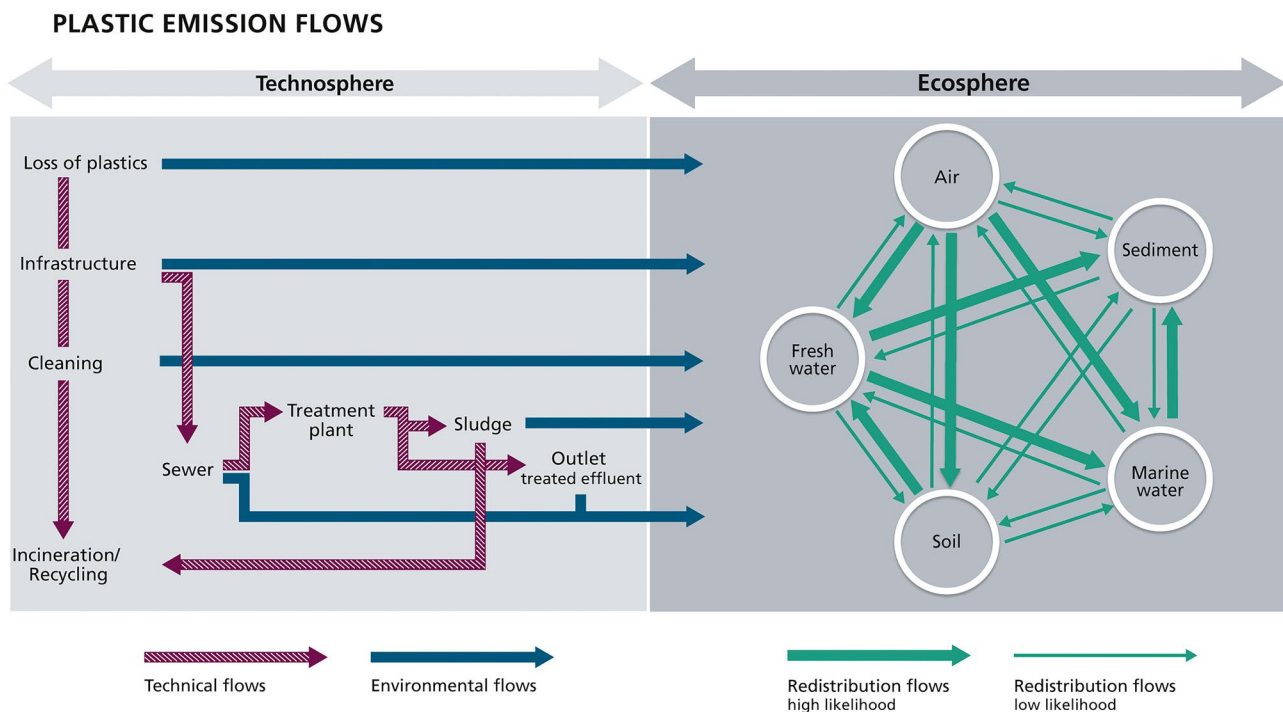 PLASTIC EMISSION FLOWS
Technosphere
Ecosphere
Loss of plastics
Infrastructure
Cleaning
Treatment
plant
Sludge
Sewer
Outlet
treated effluent
Incineration/
Recycling
Air
Sediment
Fresh
water
Marine
water
Soil
Technical flows
Environmental flows
Redistribution flows
high likelihood
Redistribution flows
low likelihood